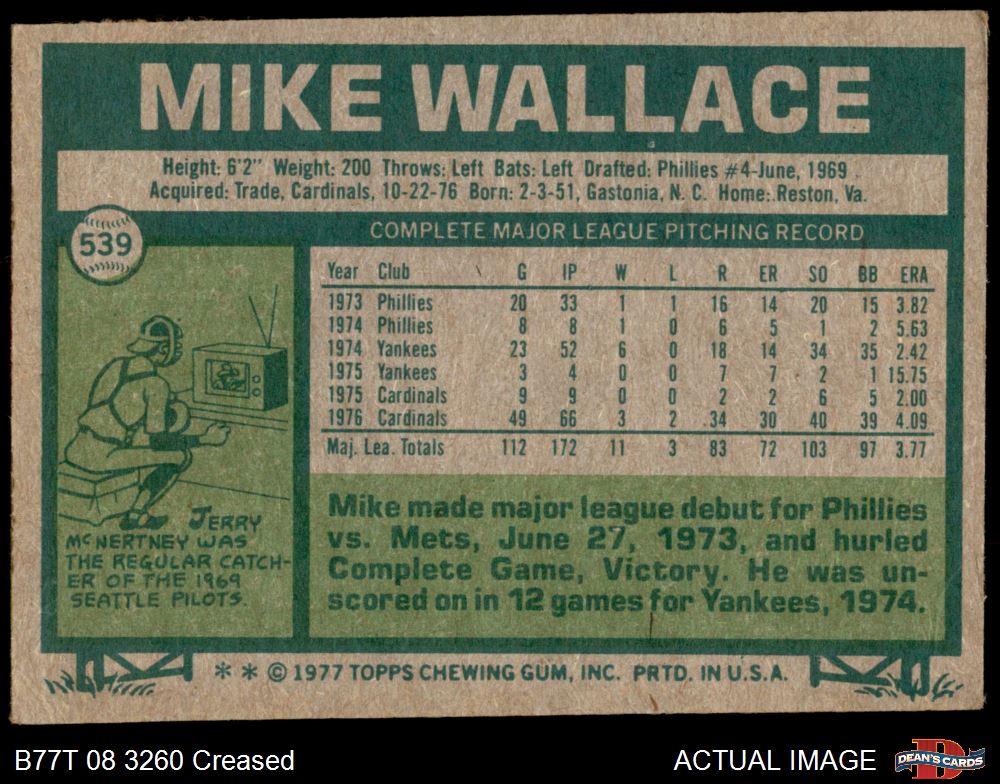 MIKE WALLACE
Height: 6'2" Weight: 200 Throws: Left Bats: Left Drafted: Phillies #4-June, 1969
Acquired: Trade, Cardinals, 10-22-76 Born: 2-3-51, Gastonia, N. C. Home: Reston, Va.
539
COMPLETE MAJOR LEAGUE PITCHING RECORD
Year Club G IP W L R ER SO BB ERA
1973 Phillies 20 33 1 1 16 14 20 15 3.82
1974 Phillies 8 8 1 0 6 5 1 2 5.63
1974 Yankees 23 52 6 0 18 14 34 35 2.42
1975 Yankees 3 4 0 0 7 7 2 1 15.75
1975 Cardinals 9 9 0 0 2 2 6 5 2.00
1976 Cardinals 49 66 3 2 34 30 40 39 4.09
Maj. Lea. Totals 112 172 11 3 83 72 103 97 3.77
JERRY
MCNERTNEY WAS
THE REGULAR CATCH-
ER OF THE 1969
SEATTLE PILOTS.
Mike made major league debut for Phillies
vs. Mets, June 27, 1973, and hurled
Complete Game, Victory. He was un-
scored on in 12 games for Yankees, 1974.
** © 1977 TOPPS CHEWING GUM, INC. PRTD. IN U.S.A.
B77T 08 3260 Creased
ACTUAL IMAGE
D
DEAN'S CARDS